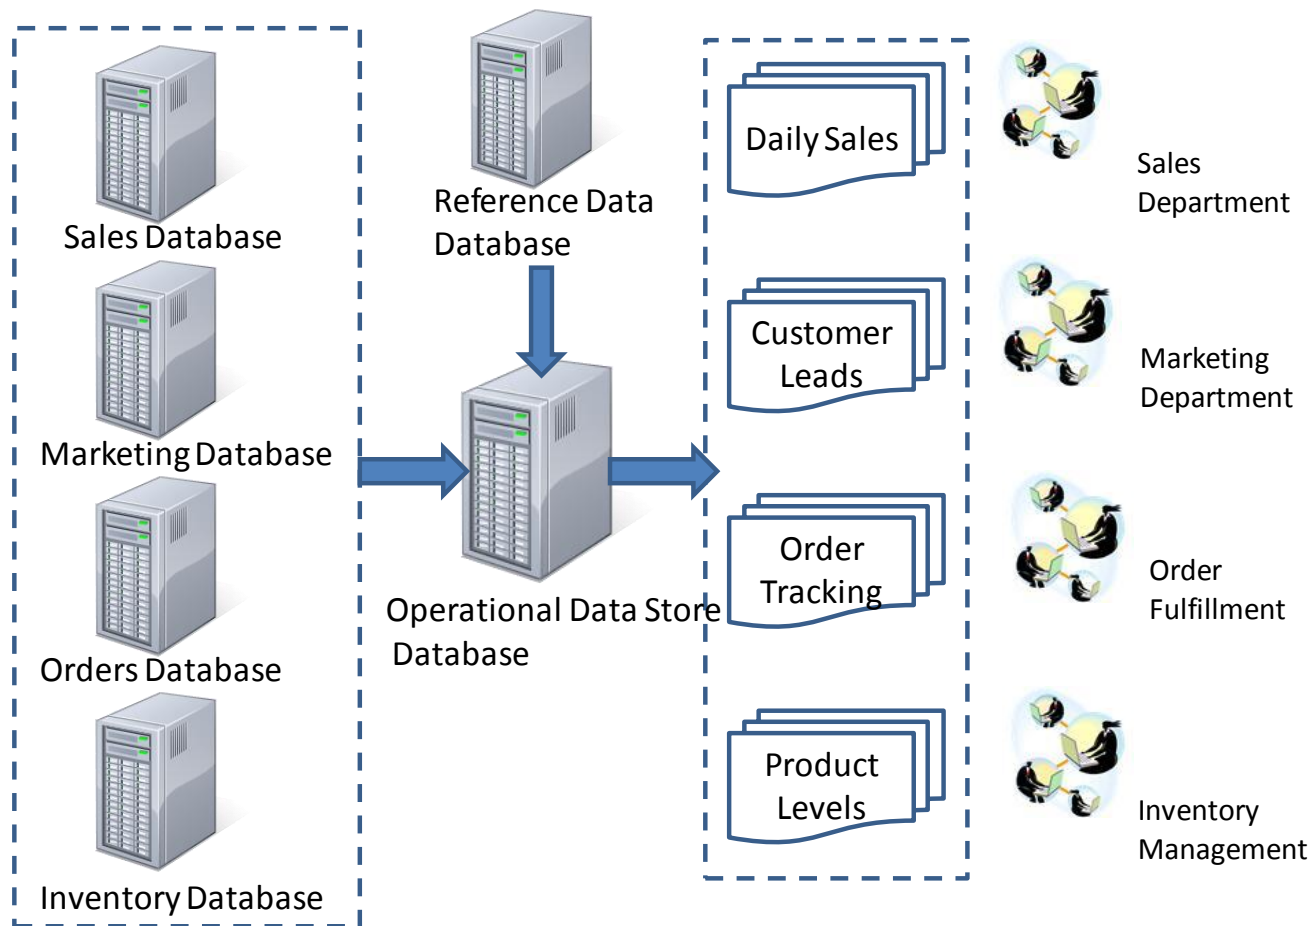 Sales Database
Marketing Database
Orders Database
Inventory Database
Reference Data
Database
Operational Data Store
Database
Daily Sales
Customer
Leads
Order
Tracking
Product
Levels
Sales
Department
Marketing
Department
Order
Fulfillment
Inventory
Management